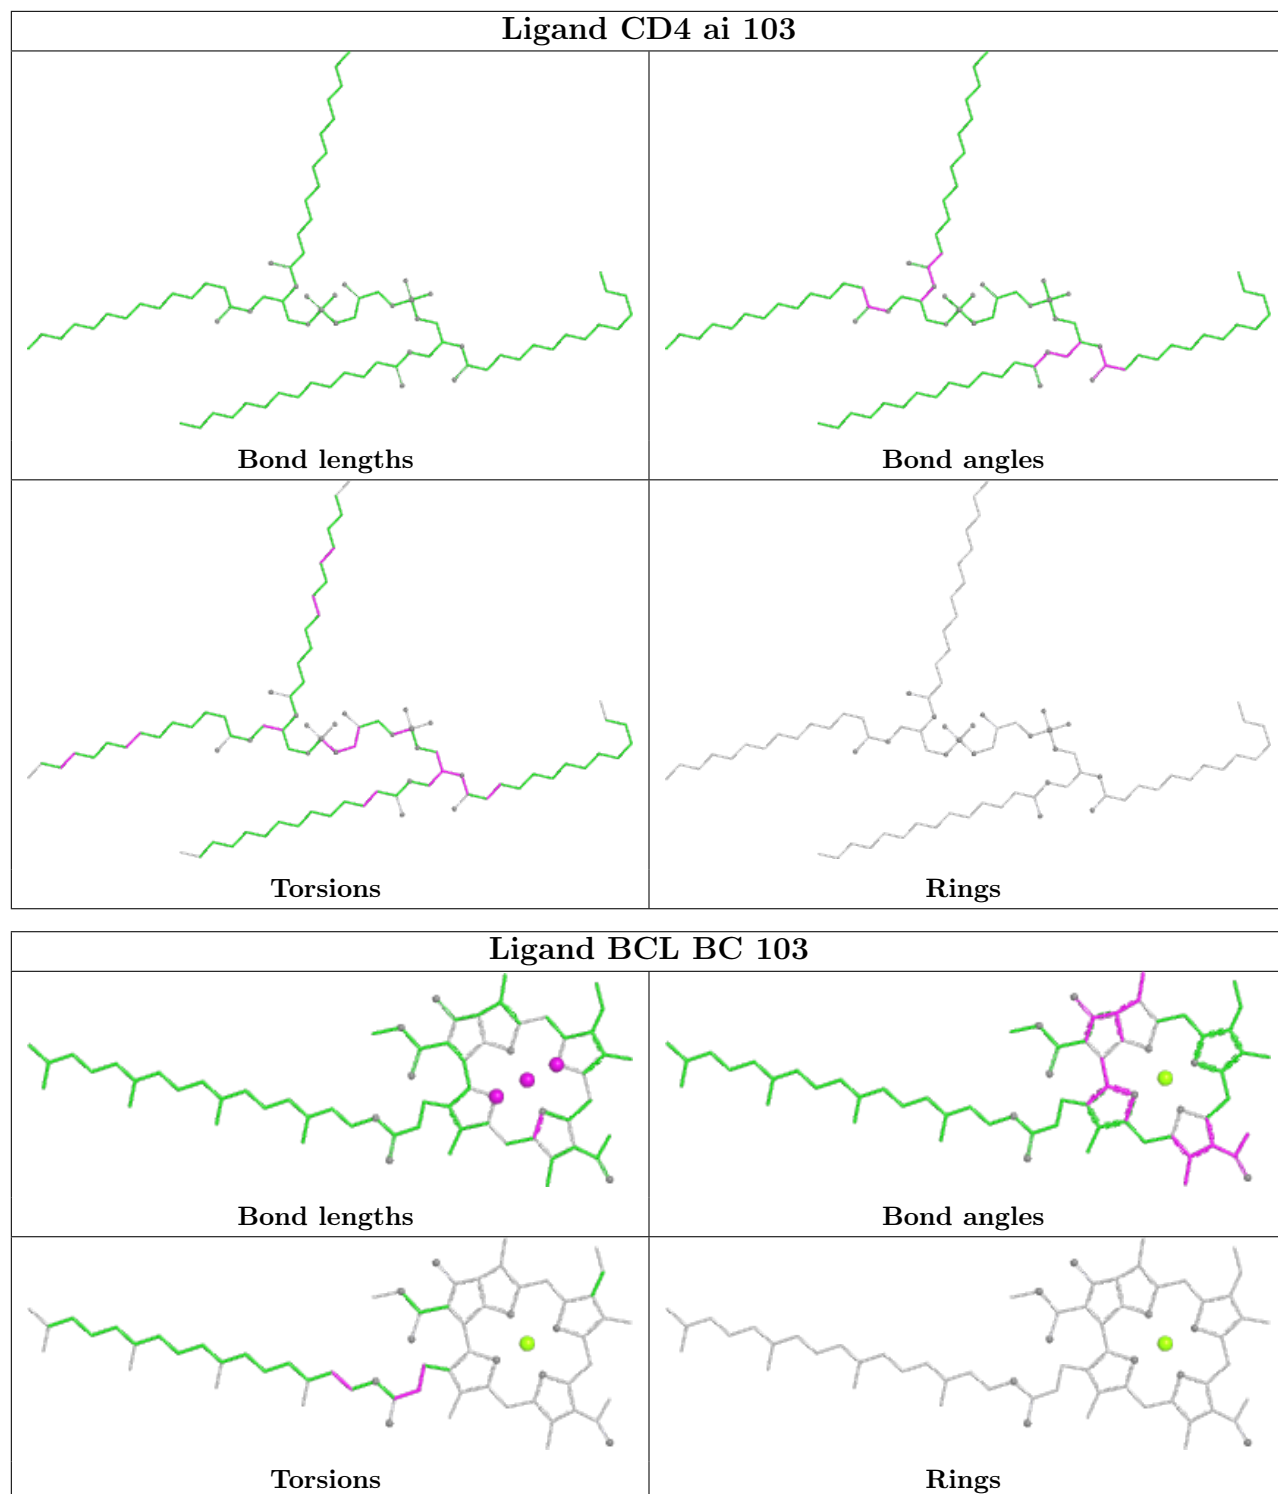 Ligand CD4 ai 103
Bond lengths
Bond angles
Torsions
Rings
Ligand BCL BC 103
Bond lengths
Bond angles
Torsions
Rings